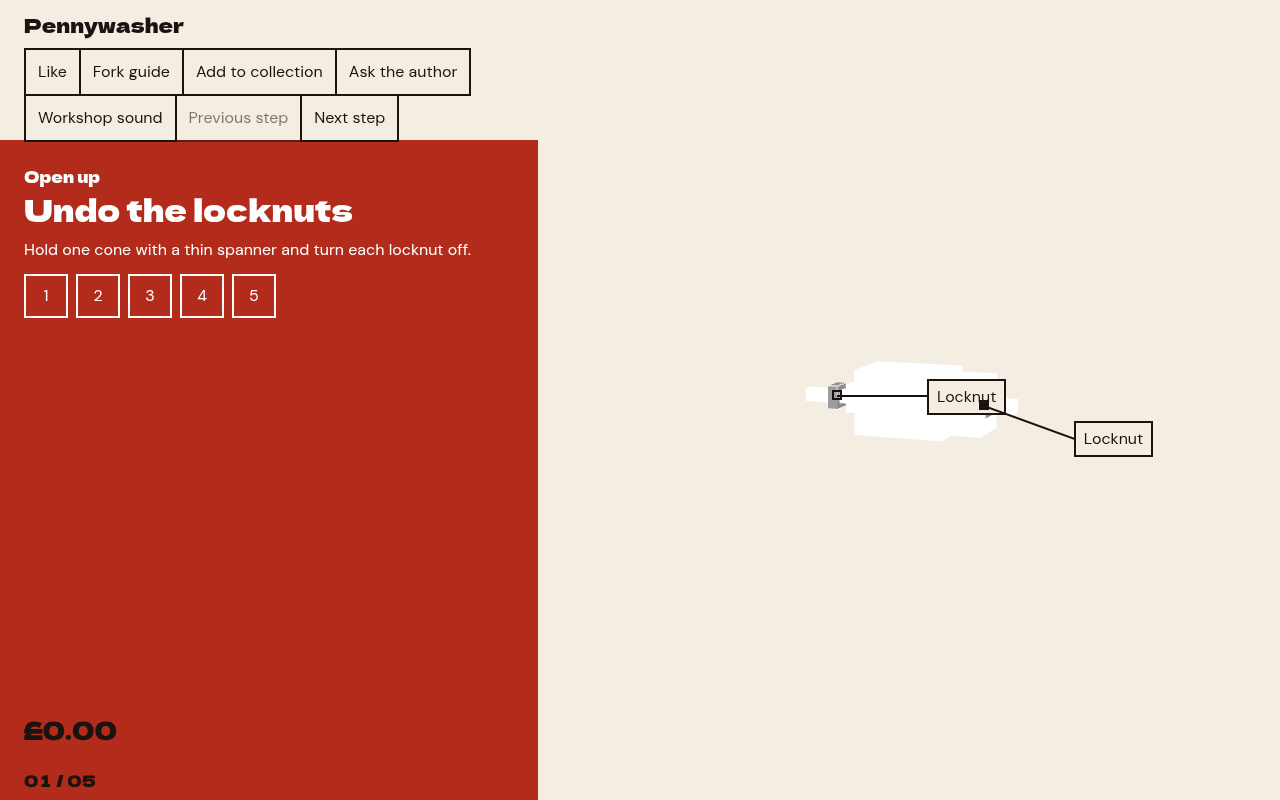 Pennywasher
Like
Fork guide
Add to collection
Ask the author
Workshop sound
Previous step
Next step
Open up
Undo the locknuts
Hold one cone with a thin spanner and turn each locknut off.
1 2 3 4 5
Locknut
Locknut
£0.00
01 / 05